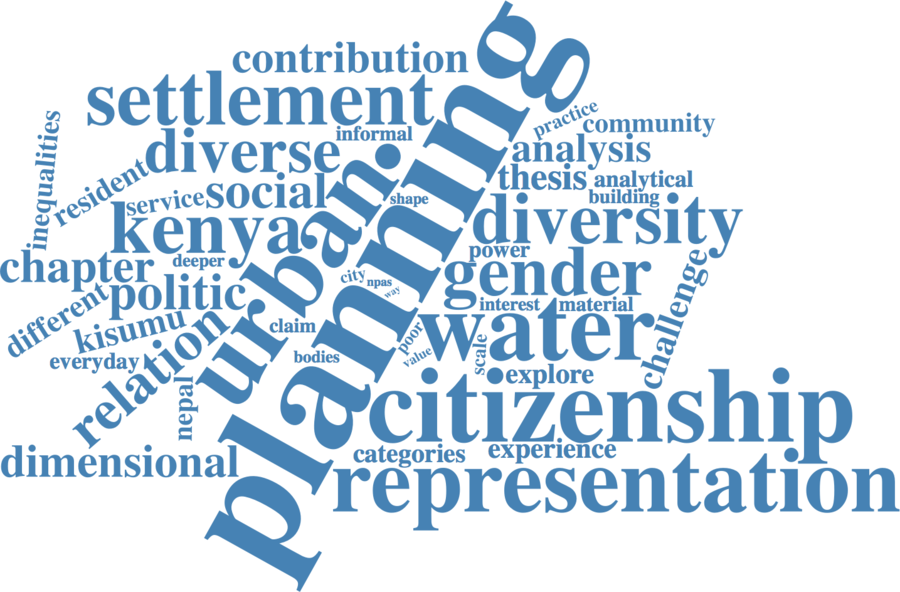 planning
contribution
settlement
practice
community
informal
inequalities
diverse
analysis
resident
social
thesis
analytical
service
shape
building
kenya
urban
diversity
power
chapter
deeper
gender
city
npas
way
politic
different
interest
material
challenge
kisumu
claim
water
relation
poor
value
scale
everyday
bodies
explore
nepal
citizenship
dimensional
categories
experience
representation